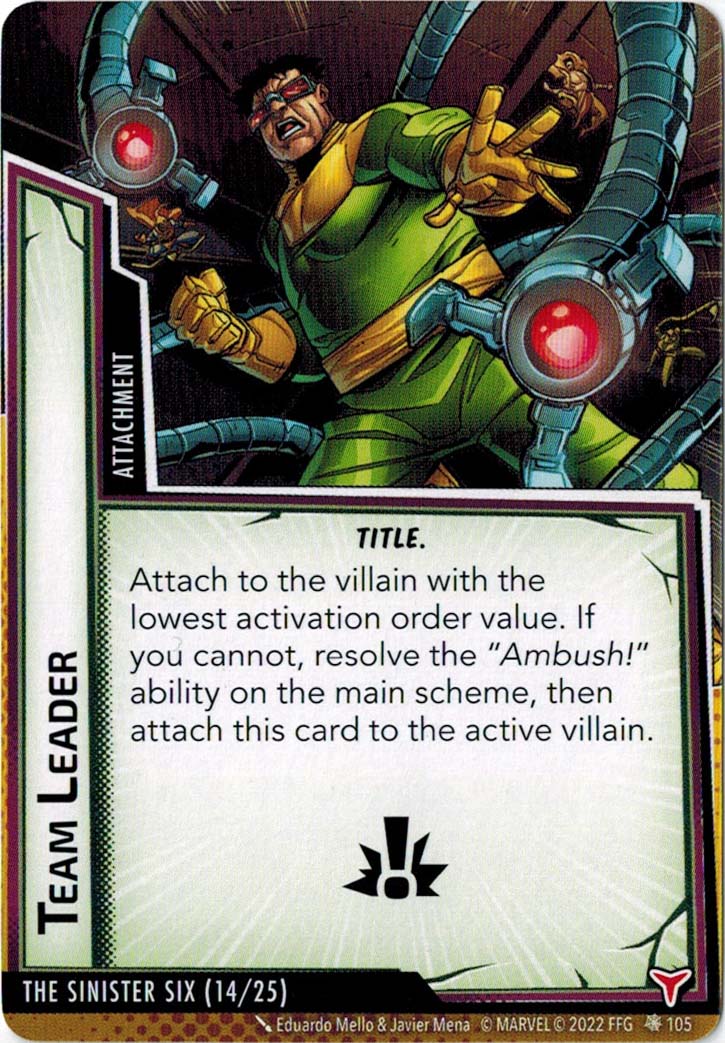 ATTACHMENT
TITLE.
Attach to the villain with the
lowest activation order value. If
you cannot, resolve the "Ambush!"
ability on the main scheme, then
attach this card to the active villain.
TEAM LEADER
THE SINISTER SIX (14/25)
Eduardo Mello & Javier Mena © MARVEL © 2022 FFG 105